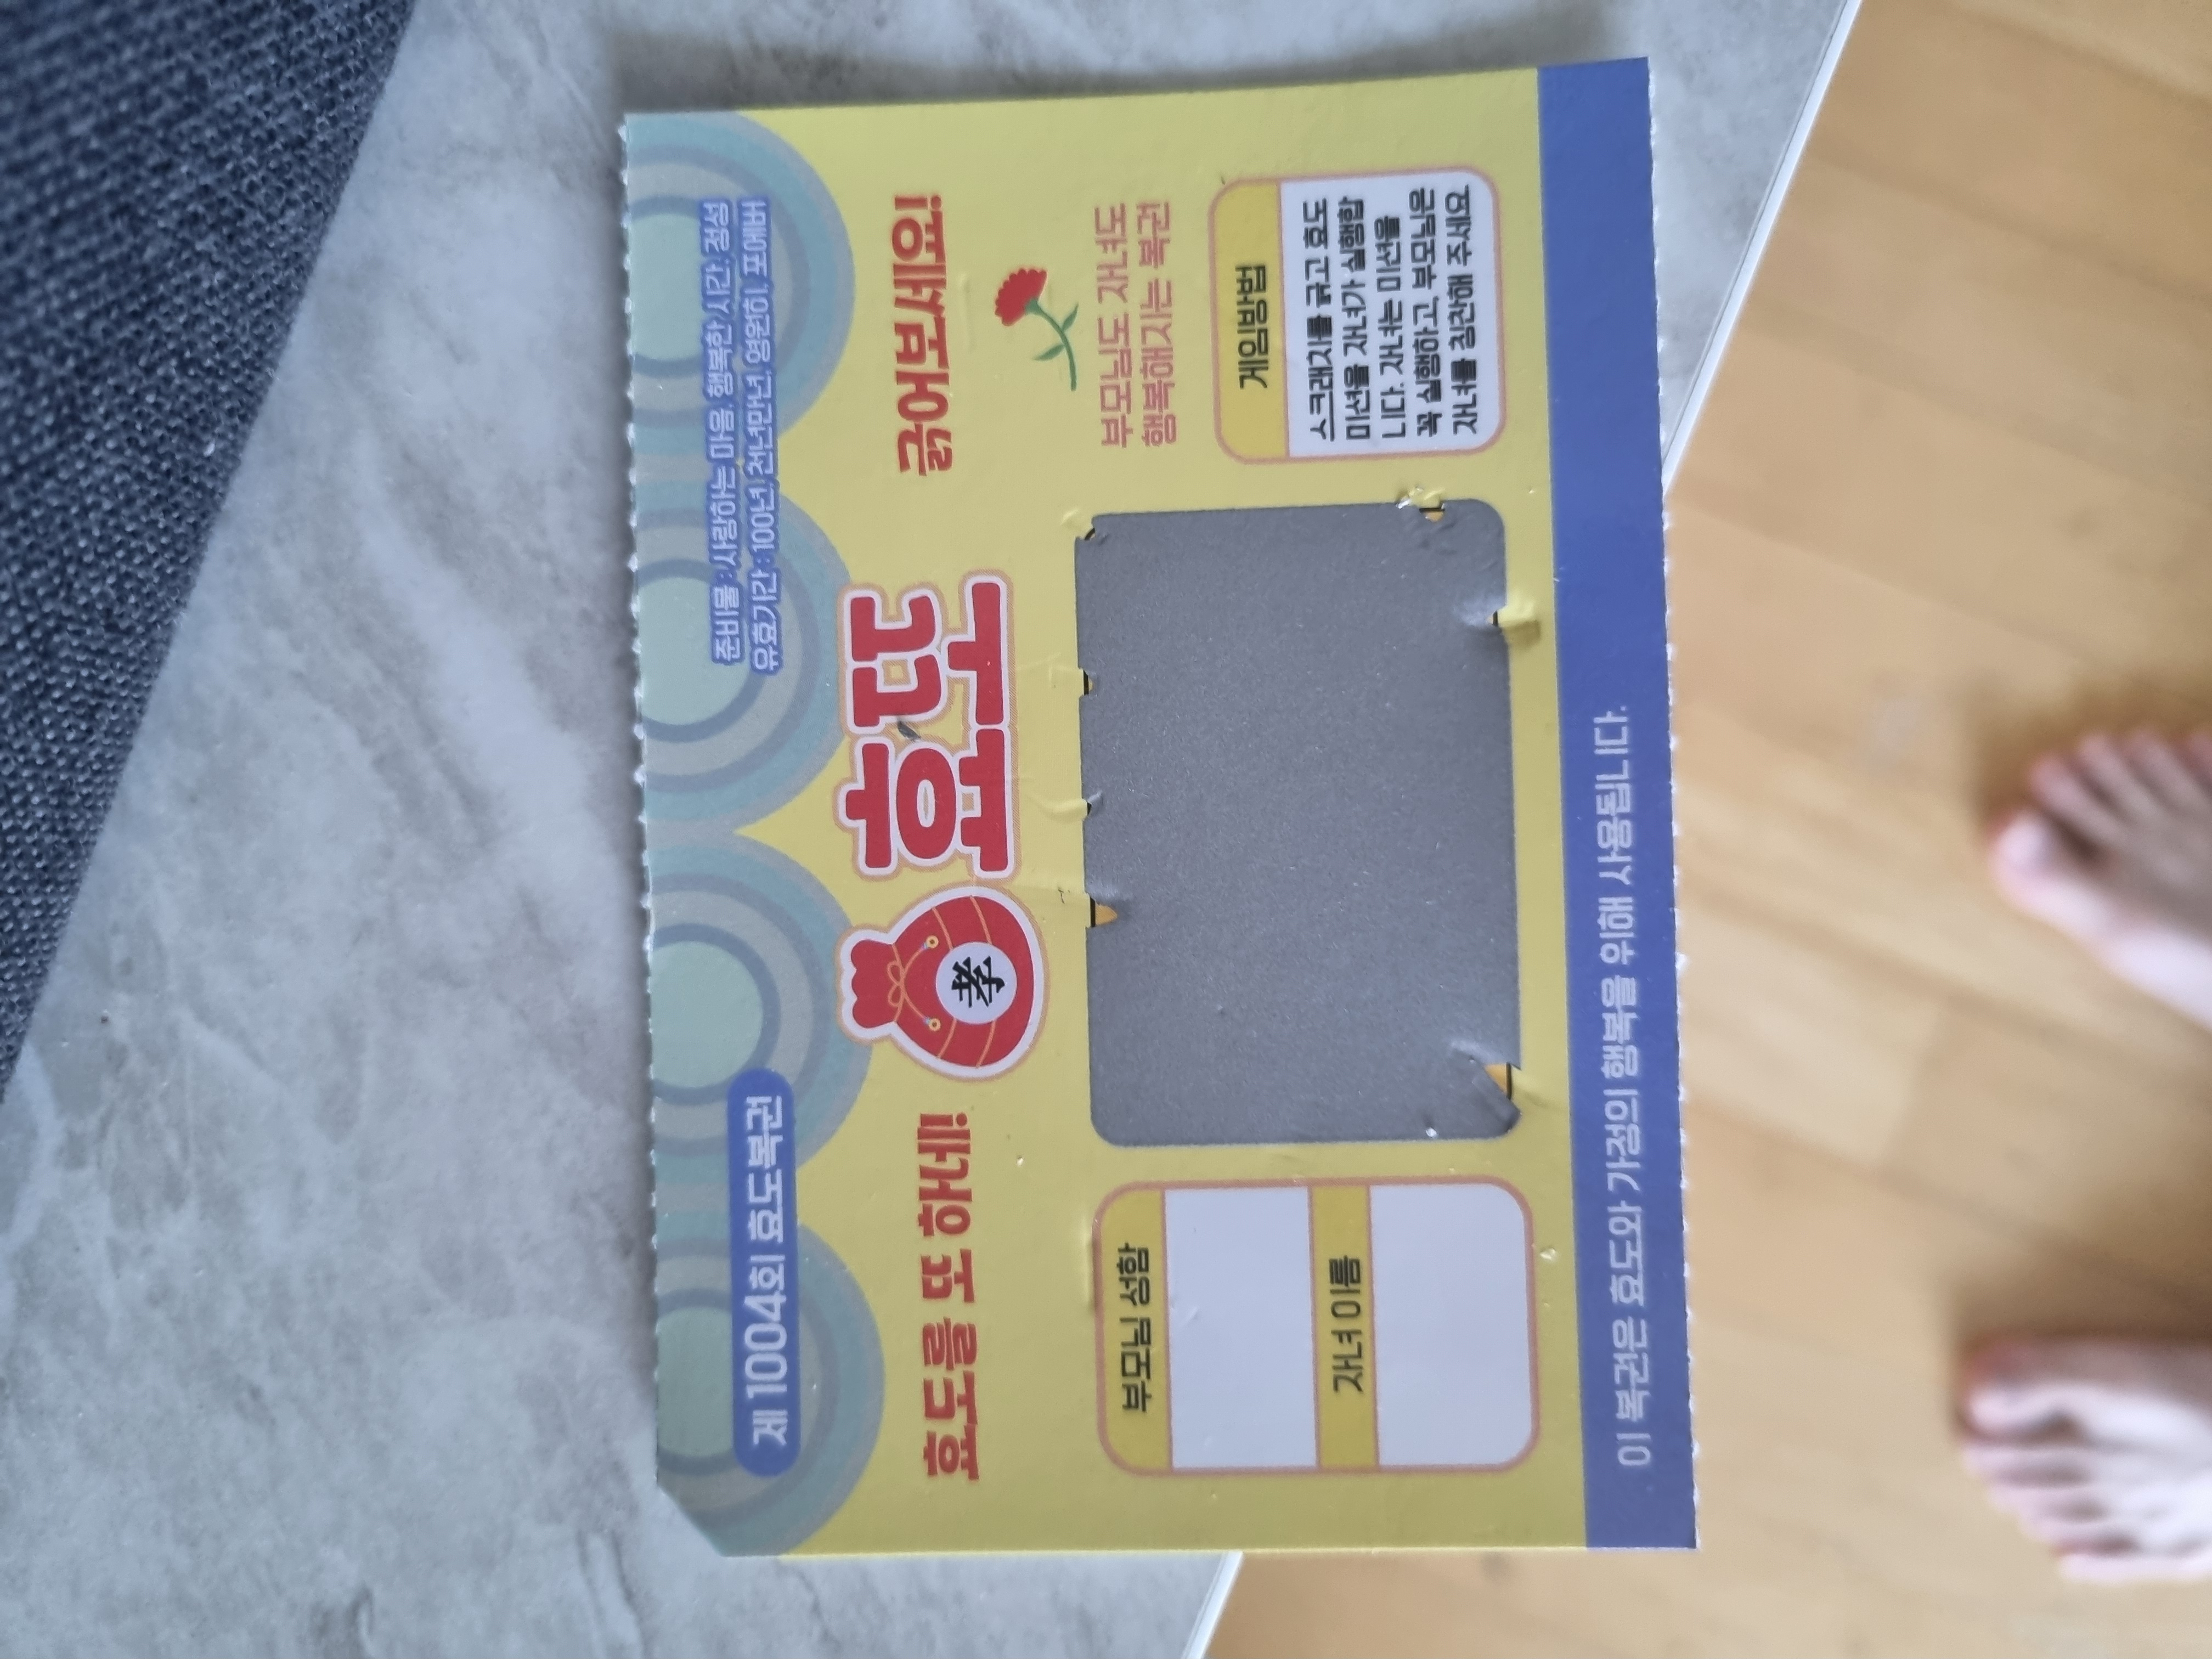 제 1004회 효도복권
준비물 : 사랑하는 마음, 행복한 시간, 정성
유효기간 : 100년, 천년만년, 영원히, 포에버
효도를 또 하네!
孝
효또
긁어보세요!
부모님도 자녀도
행복해지는 복권
부모님 성함
자녀 이름
게임방법
스크래치를 긁고 효도
미션을 자녀가 실행합
니다. 자녀는 미션을
꼭 실행하고, 부모님은
자녀를 칭찬해 주세요.
이 복권은 효도와 가정의 행복을 위해 사용됩니다.